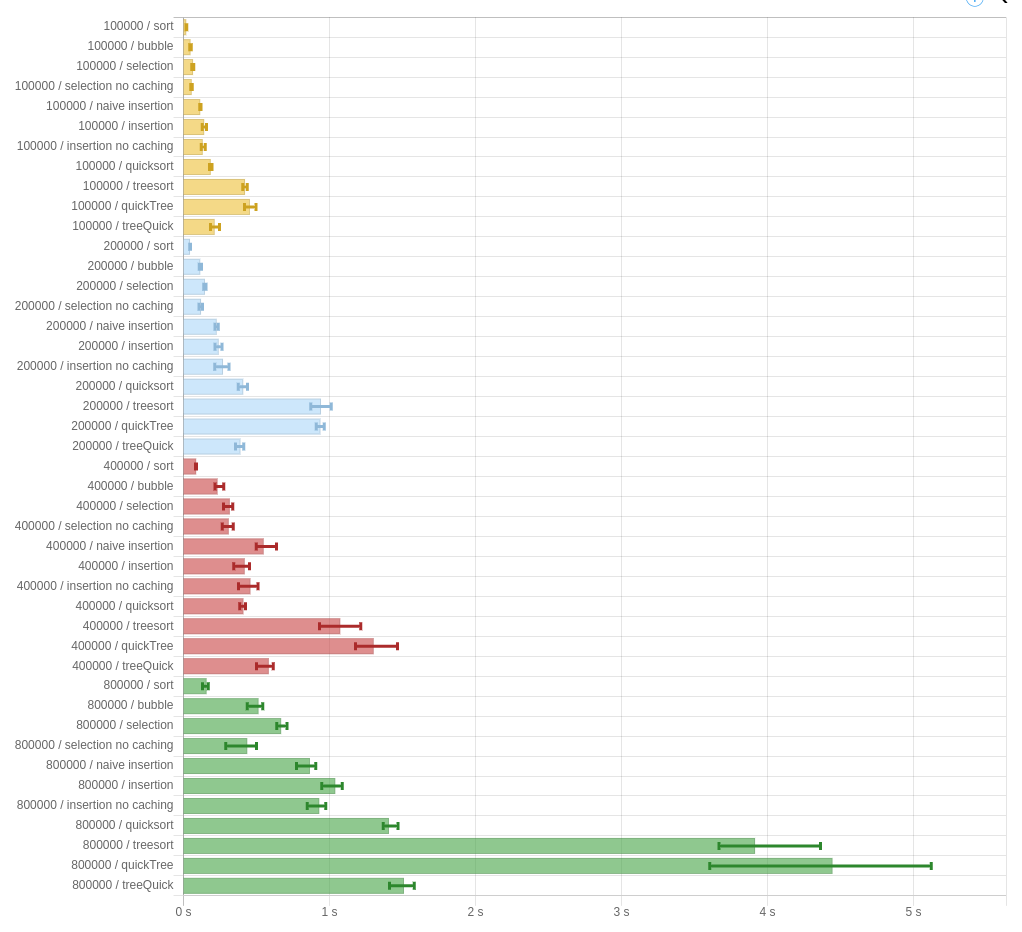 100000 / sort
100000 / bubble
100000 / selection
100000 / selection no caching
100000 / naive insertion
100000 / insertion
100000 / insertion no caching
100000 / quicksort
100000 / treesort
100000 / quickTree
100000 / treeQuick
200000 / sort
200000 / bubble
200000 / selection
200000 / selection no caching
200000 / naive insertion
200000 / insertion
200000 / insertion no caching
200000 / quicksort
200000 / treesort
200000 / quickTree
200000 / treeQuick
400000 / sort
400000 / bubble
400000 / selection
400000 / selection no caching
400000 / naive insertion
400000 / insertion
400000 / insertion no caching
400000 / quicksort
400000 / treesort
400000 / quickTree
400000 / treeQuick
800000 / sort
800000 / bubble
800000 / selection
800000 / selection no caching
800000 / naive insertion
800000 / insertion
800000 / insertion no caching
800000 / quicksort
800000 / treesort
800000 / quickTree
800000 / treeQuick
0 s 1 s 2 s 3 s 4 s 5 s